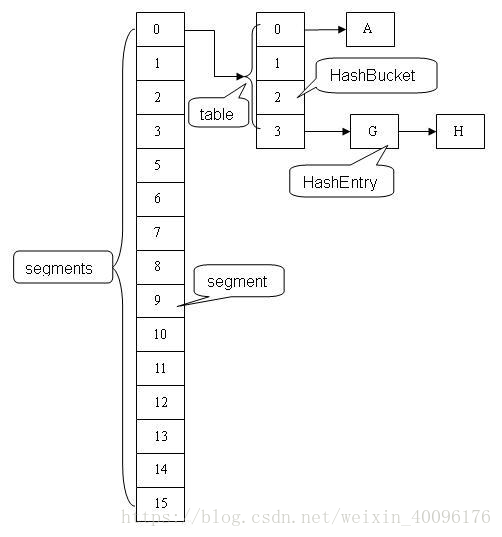 0
0
A
1
1
HashBucket
2
2
table
3
3
G
H
5
HashEntry
6
7
segments
8
segment
9
10
11
12
13
14
15
https://blog.csdn.net/weixin_40096176